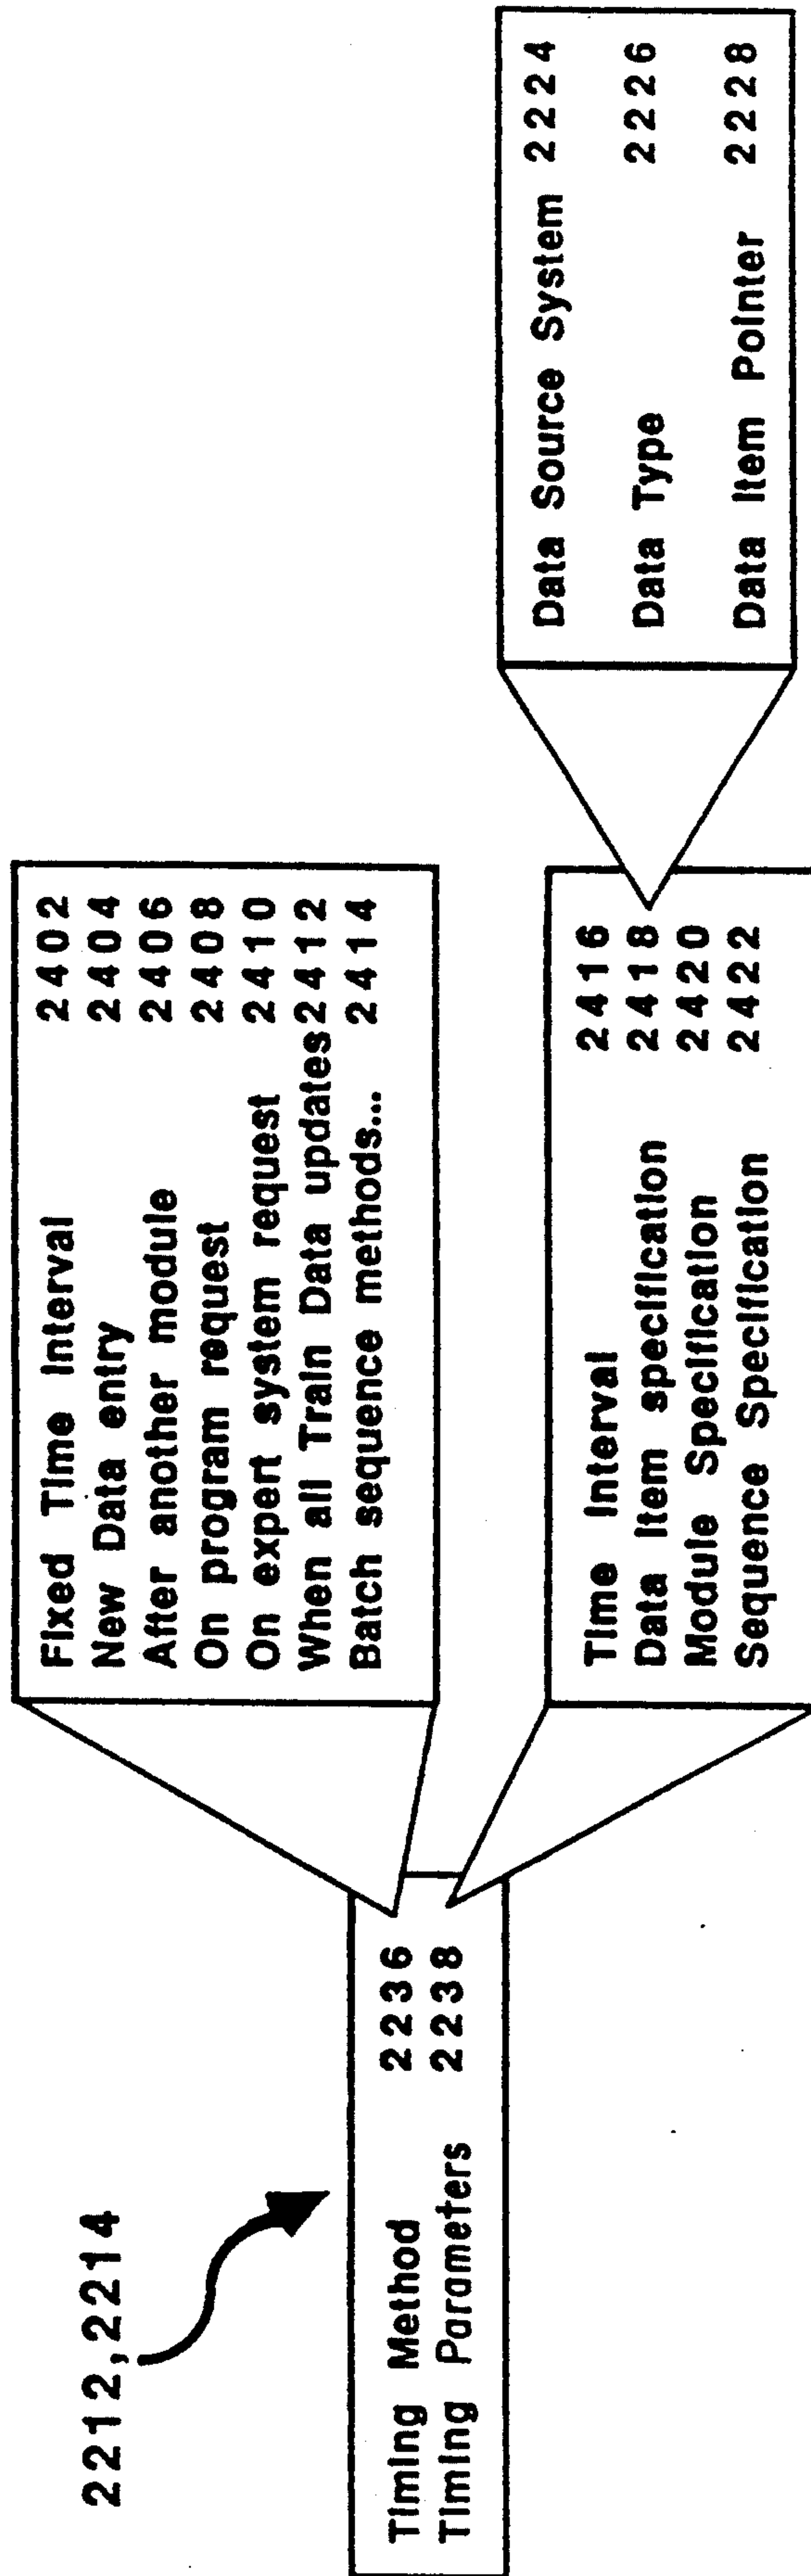 2212,2214
Timing Method 2236
Timing Parameters 2238
Fixed Time Interval 2402
New Data entry 2404
After another module 2406
On program request 2408
On expert system request 2410
When all Train Data updates 2412
Batch sequence methods... 2414
Time Interval 2416
Data Item specification 2418
Module Specification 2420
Sequence Specification 2422
Data Source System 2224
Data Type 2226
Data Item Pointer 2228